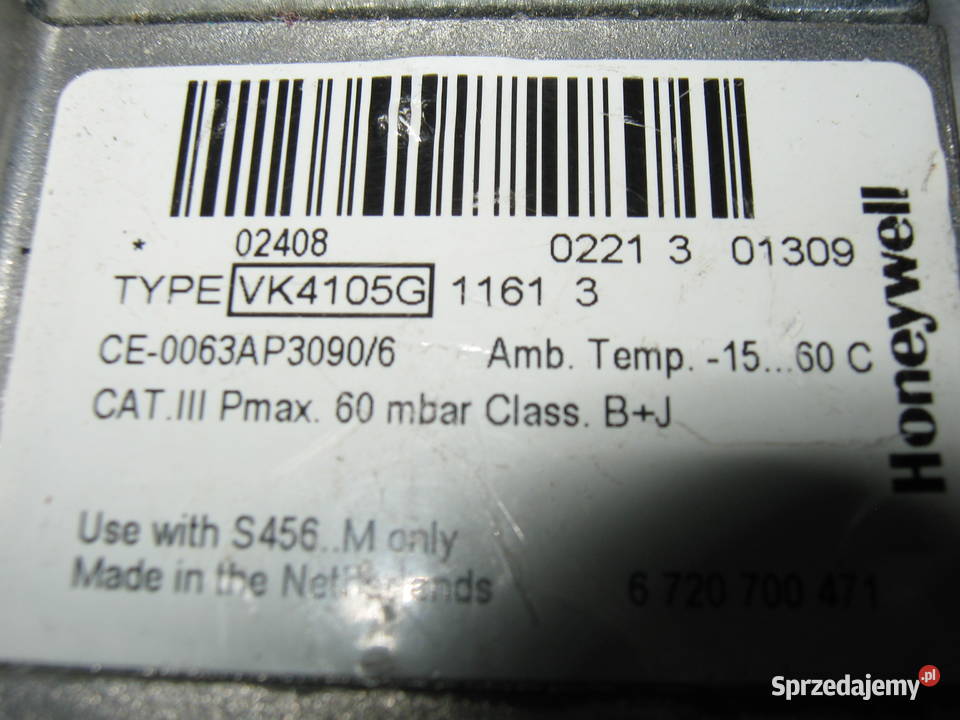 * 02408 0221 3 01309
TYPE VK4105G 1161 3
CE-0063AP3090/6 Amb. Temp. -15...60 C
CAT.III Pmax. 60 mbar Class. B+J
Honeywell
Use with S456..M only
Made in the Netherlands
6 720 700 471
Sprzedajemy.pl